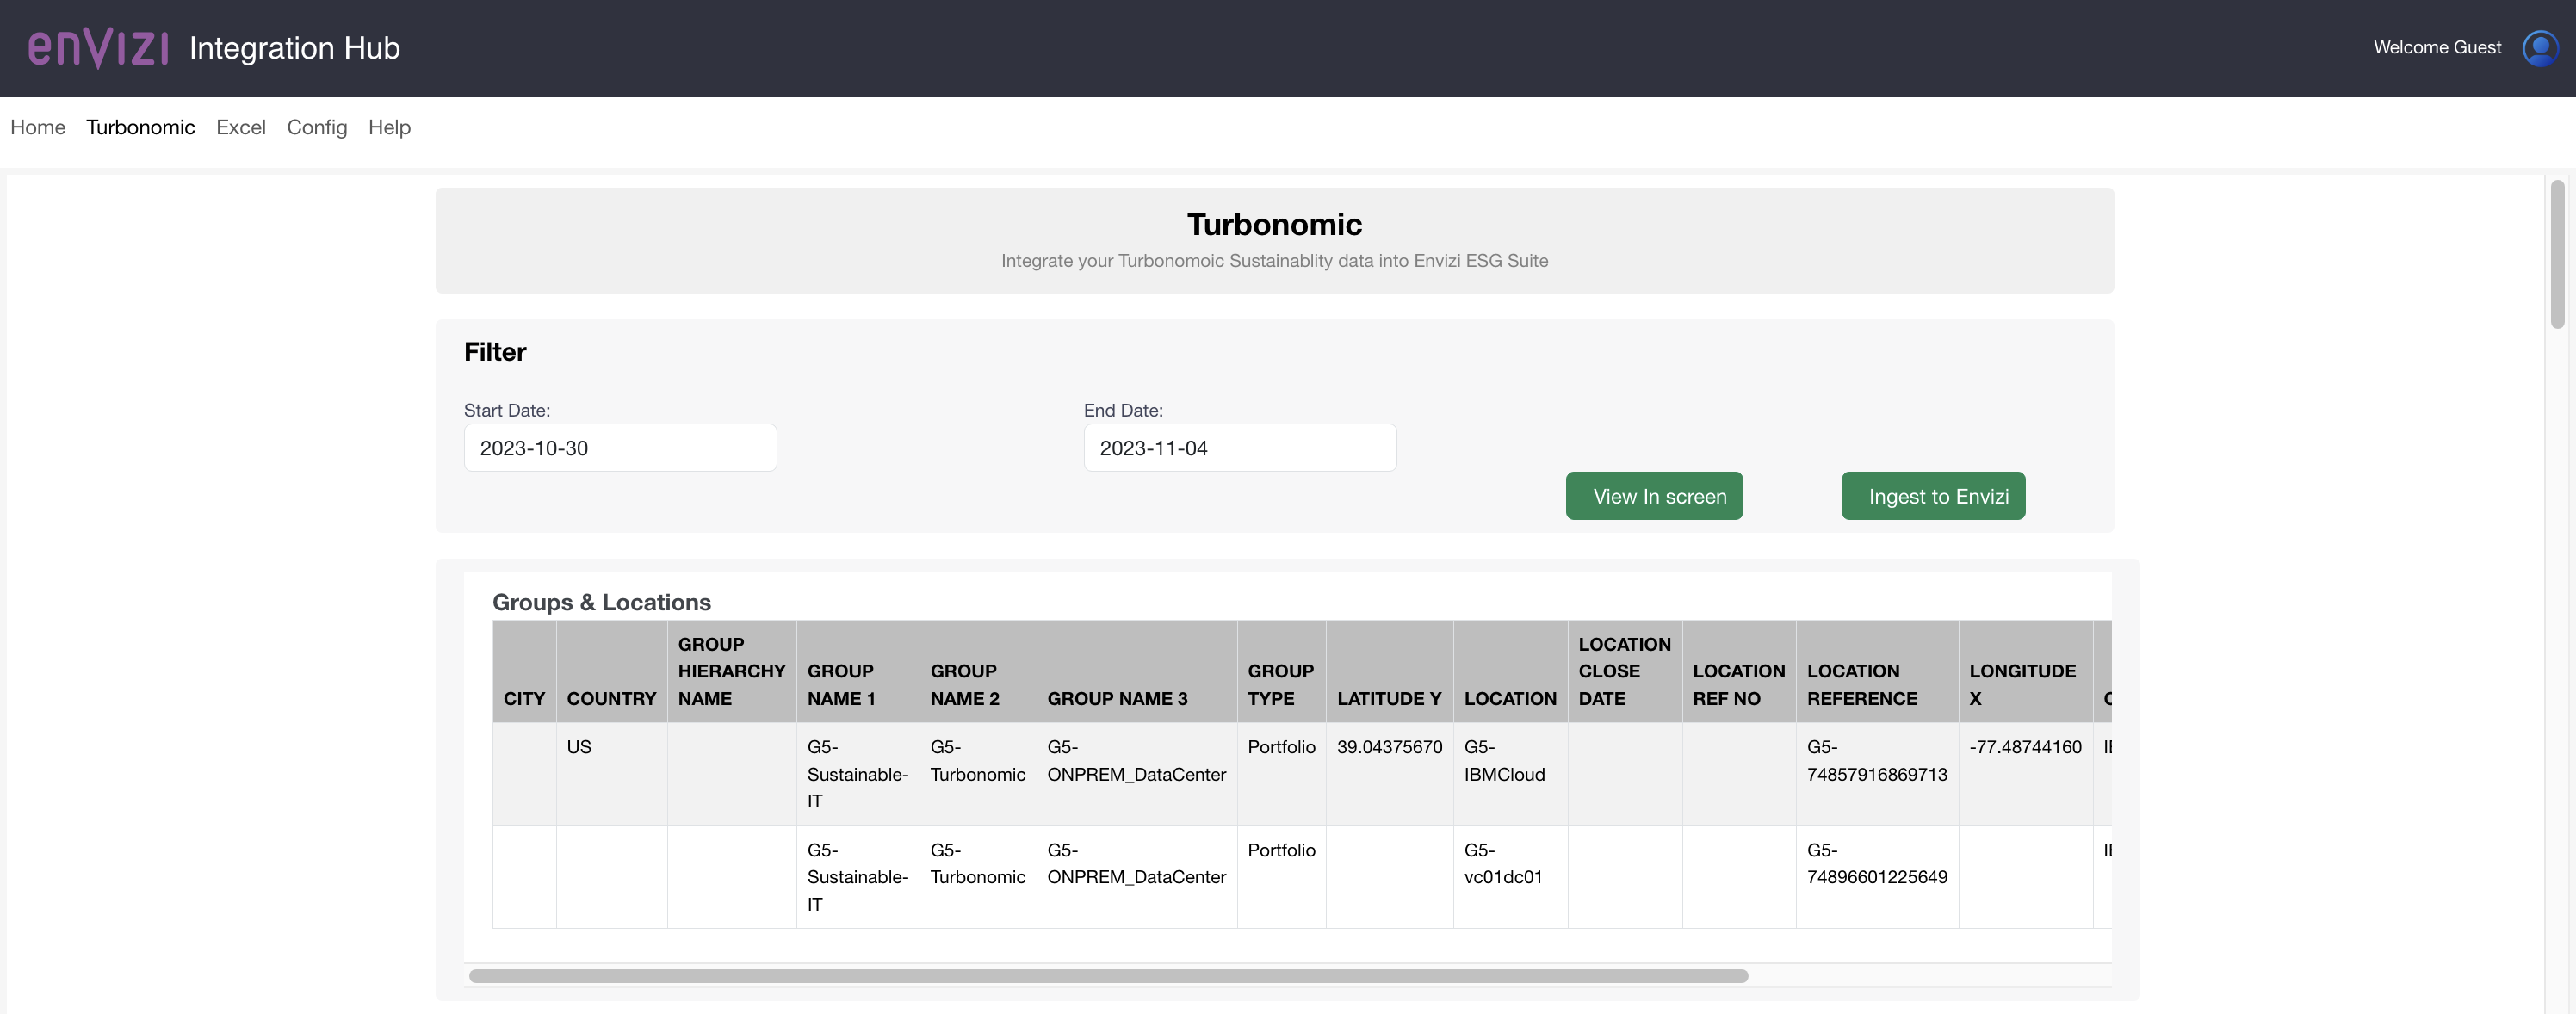 enVizi Integration Hub
Welcome Guest
Home Turbonomic Excel Config Help
Turbonomic
Integrate your Turbonomoic Sustainablity data into Envizi ESG Suite
Filter
Start Date: End Date:
2023-10-30 2023-11-04
View In screen Ingest to Envizi
Groups & Locations
CITY COUNTRY GROUP HIERARCHY NAME GROUP NAME 1 GROUP NAME 2 GROUP NAME 3 GROUP TYPE LATITUDE Y LOCATION LOCATION CLOSE DATE LOCATION REF NO LOCATION REFERENCE LONGITUDE X
US G5-Sustainable-IT G5-Turbonomic G5-ONPREM_DataCenter Portfolio 39.04375670 G5-IBMCloud G5-74857916869713 -77.48744160
G5-Sustainable-IT G5-Turbonomic G5-ONPREM_DataCenter Portfolio G5-vc01dc01 G5-74896601225649